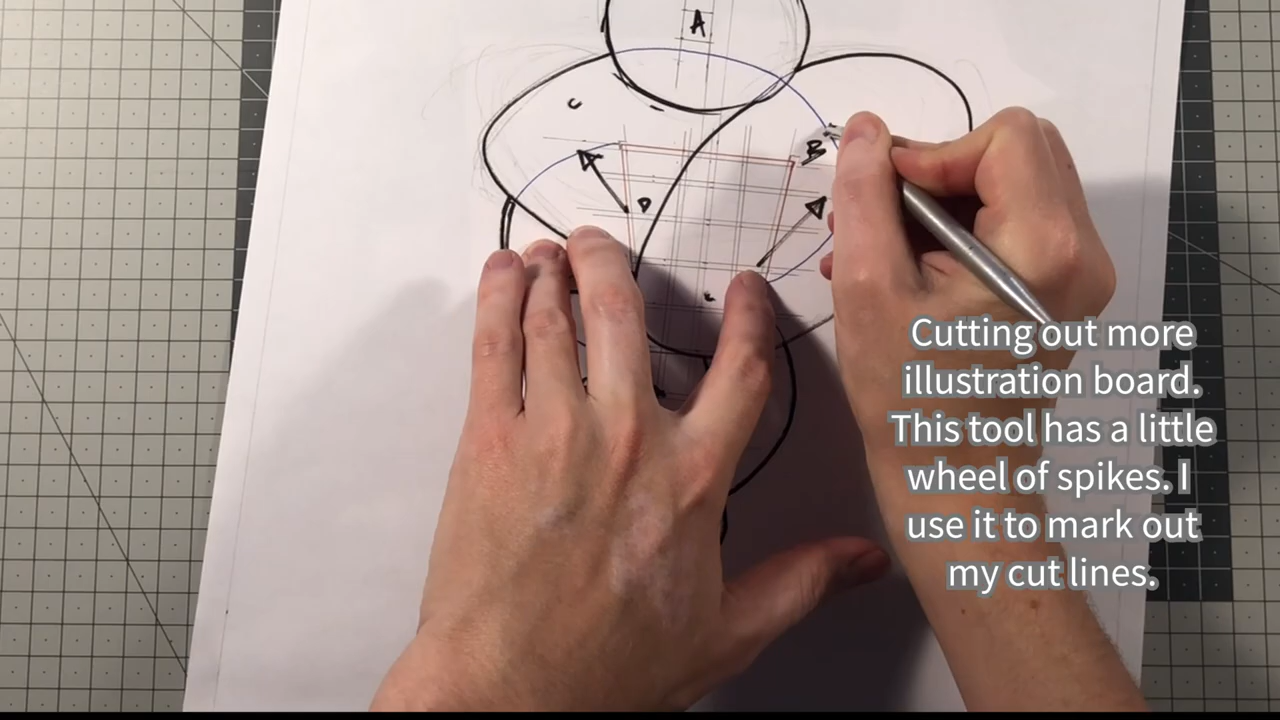 A
C
B
D
Cutting out more
illustration board.
This tool has a little
wheel of spikes. I
use it to mark out
my cut lines.